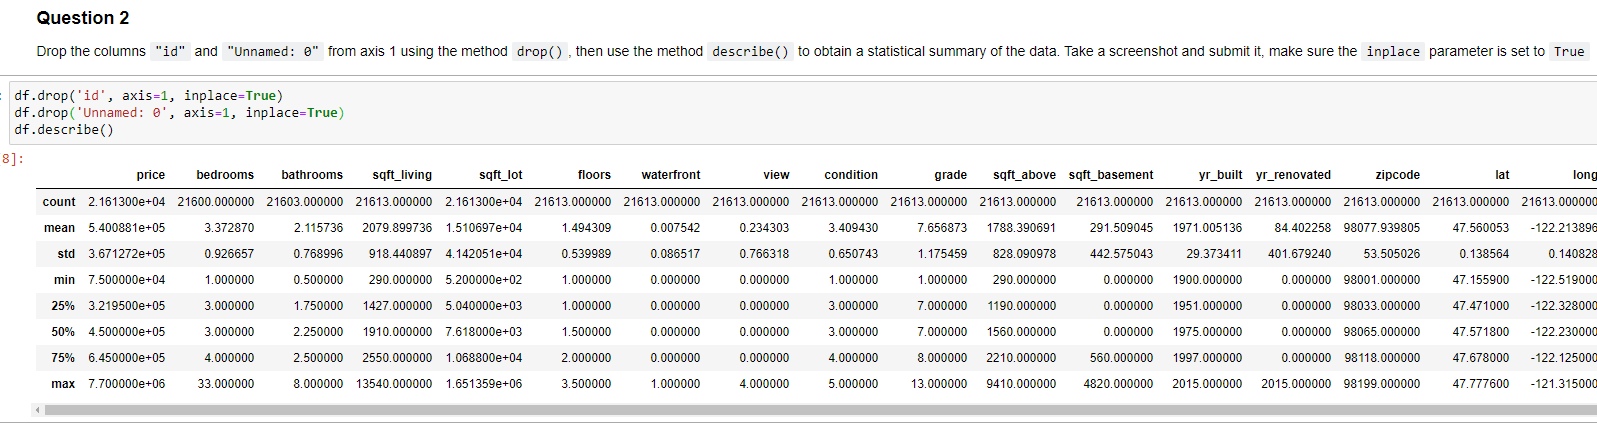 Question 2
Drop the columns "id" and "Unnamed: 0" from axis 1 using the method drop() , then use the method describe() to obtain a statistical summary of the data. Take a screenshot and submit it, make sure the inplace parameter is set to True
df.drop('id', axis=1, inplace=True)
df.drop('Unnamed: 0', axis=1, inplace=True)
df.describe()
8]:
price bedrooms bathrooms sqft_living sqft_lot floors waterfront view condition grade sqft_above sqft_basement yr_built yr_renovated zipcode lat long
count 2.161300e+04 21600.000000 21603.000000 21613.000000 2.161300e+04 21613.000000 21613.000000 21613.000000 21613.000000 21613.000000 21613.000000 21613.000000 21613.000000 21613.000000 21613.000000 21613.000000 21613.000000
mean 5.400881e+05 3.372870 2.115736 2079.899736 1.510697e+04 1.494309 0.007542 0.234303 3.409430 7.656873 1788.390691 291.509045 1971.005136 84.402258 98077.939805 47.560053 -122.213896
std 3.671272e+05 0.926657 0.768996 918.440897 4.142051e+04 0.539989 0.086517 0.766318 0.650743 1.175459 828.090978 442.575043 29.373411 401.679240 53.505026 0.138564 0.140828
min 7.500000e+04 1.000000 0.500000 290.000000 5.200000e+02 1.000000 0.000000 0.000000 1.000000 1.000000 290.000000 0.000000 1900.000000 0.000000 98001.000000 47.155900 -122.519000
25% 3.219500e+05 3.000000 1.750000 1427.000000 5.040000e+03 1.000000 0.000000 0.000000 3.000000 7.000000 1190.000000 0.000000 1951.000000 0.000000 98033.000000 47.471000 -122.328000
50% 4.500000e+05 3.000000 2.250000 1910.000000 7.618000e+03 1.500000 0.000000 0.000000 3.000000 7.000000 1560.000000 0.000000 1975.000000 0.000000 98065.000000 47.571800 -122.230000
75% 6.450000e+05 4.000000 2.500000 2550.000000 1.068800e+04 2.000000 0.000000 0.000000 4.000000 8.000000 2210.000000 560.000000 1997.000000 0.000000 98118.000000 47.678000 -122.125000
max 7.700000e+06 33.000000 8.000000 13540.000000 1.651359e+06 3.500000 1.000000 4.000000 5.000000 13.000000 9410.000000 4820.000000 2015.000000 2015.000000 98199.000000 47.777600 -121.315000